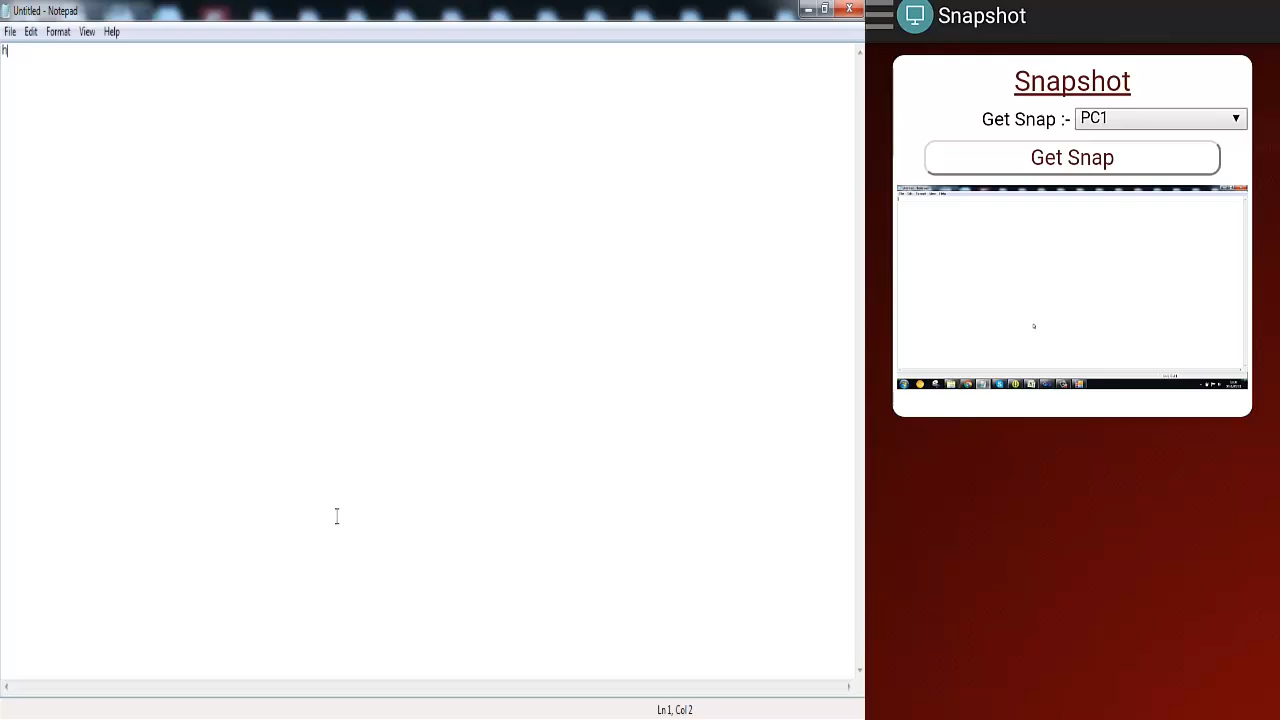 Untitled - Notepad
File Edit Format View Help
h
Ln 1, Col 2
Snapshot
Snapshot
Get Snap :- PC1
Get Snap